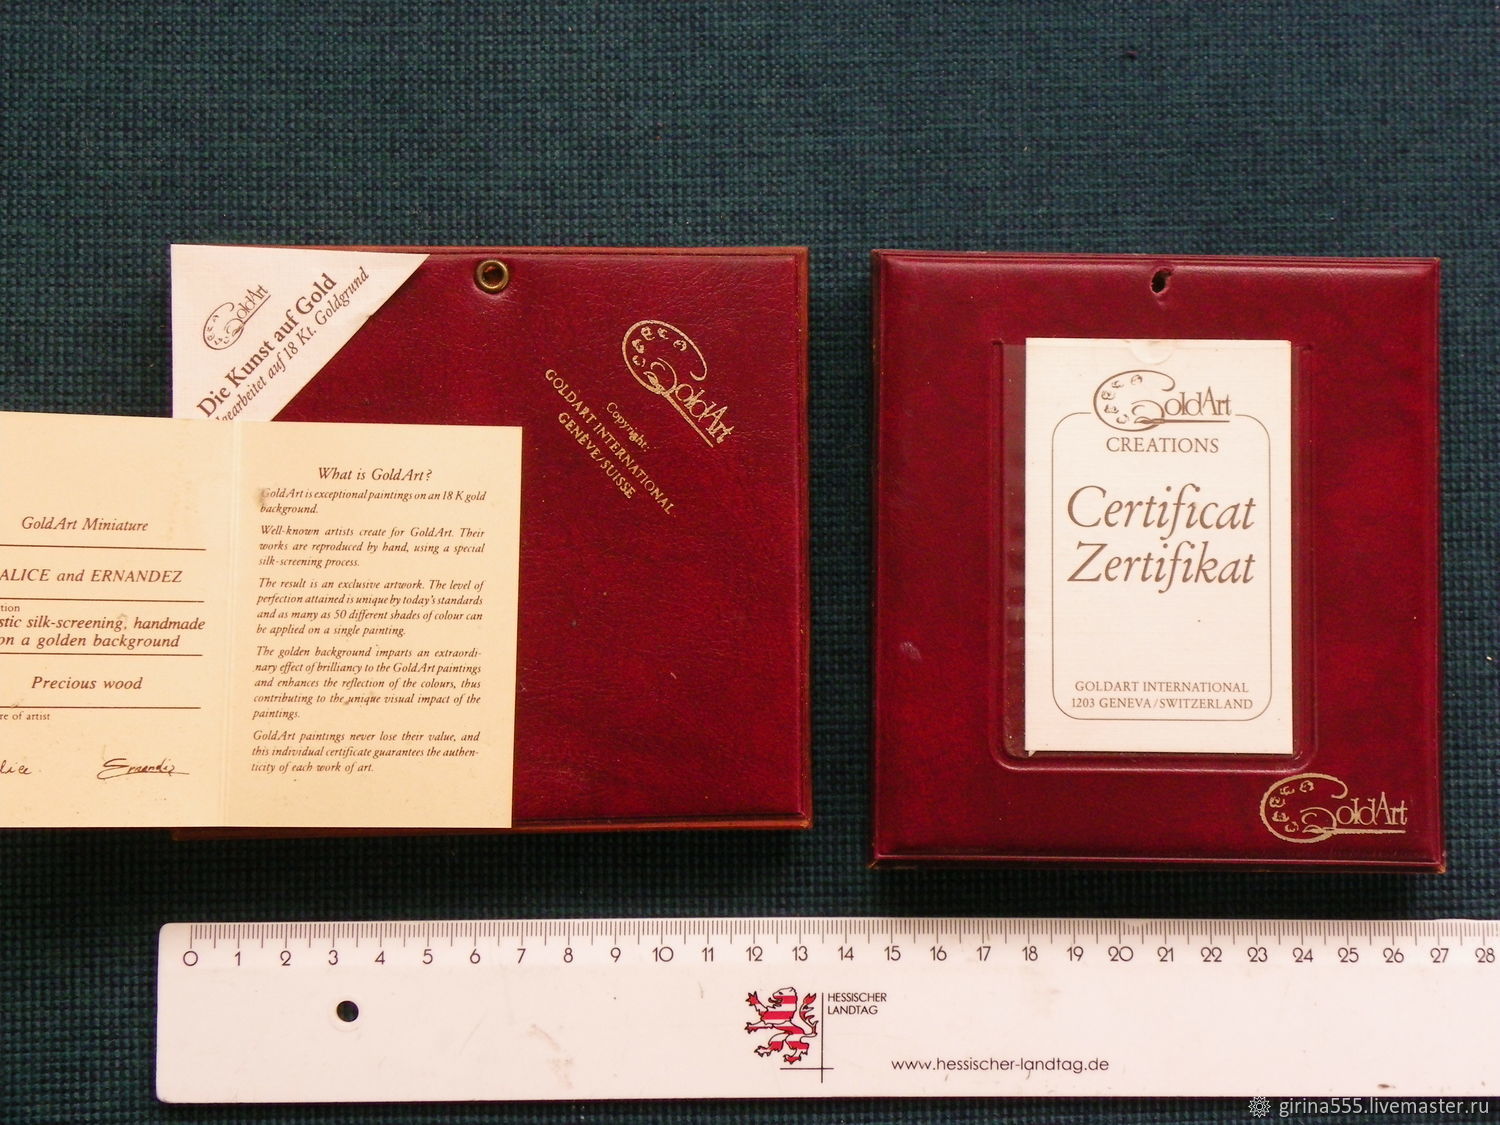 GoldArt
Die Kunst auf Gold
gearbeitet auf 18 Kt. Goldgrund
GoldArt
Copyright:
GOLDART INTERNATIONAL
GENÈVE/SUISSE
GoldArt Miniature
ALICE and ERNANDEZ
tion
stic silk-screening, handmade
on a golden background
Precious wood
re of artist
lice
Ernandez
What is GoldArt?
GoldArt is exceptional paintings on an 18 K gold
background.
Well-known artists create for GoldArt. Their
works are reproduced by hand, using a special
silk-screening process.
The result is an exclusive artwork. The level of
perfection attained is unique by today's standards
and as many as 50 different shades of colour can
be applied on a single painting.
The golden background imparts an extraordi-
nary effect of brilliancy to the GoldArt paintings
and enhances the reflection of the colours, thus
contributing to the unique visual impact of the
paintings.
GoldArt paintings never lose their value, and
this individual certificate guarantees the authen-
ticity of each work of art.
GoldArt
CREATIONS
Certificat
Zertifikat
GOLDART INTERNATIONAL
1203 GENEVA/SWITZERLAND
GoldArt
0 1 2 3 4 5 6 7 8 9 10 11 12 13 14 15 16 17 18 19 20 21 22 23 24 25 26 27 28
HESSISCHER
LANDTAG
www.hessischer-landtag.de
girina555.livemaster.ru